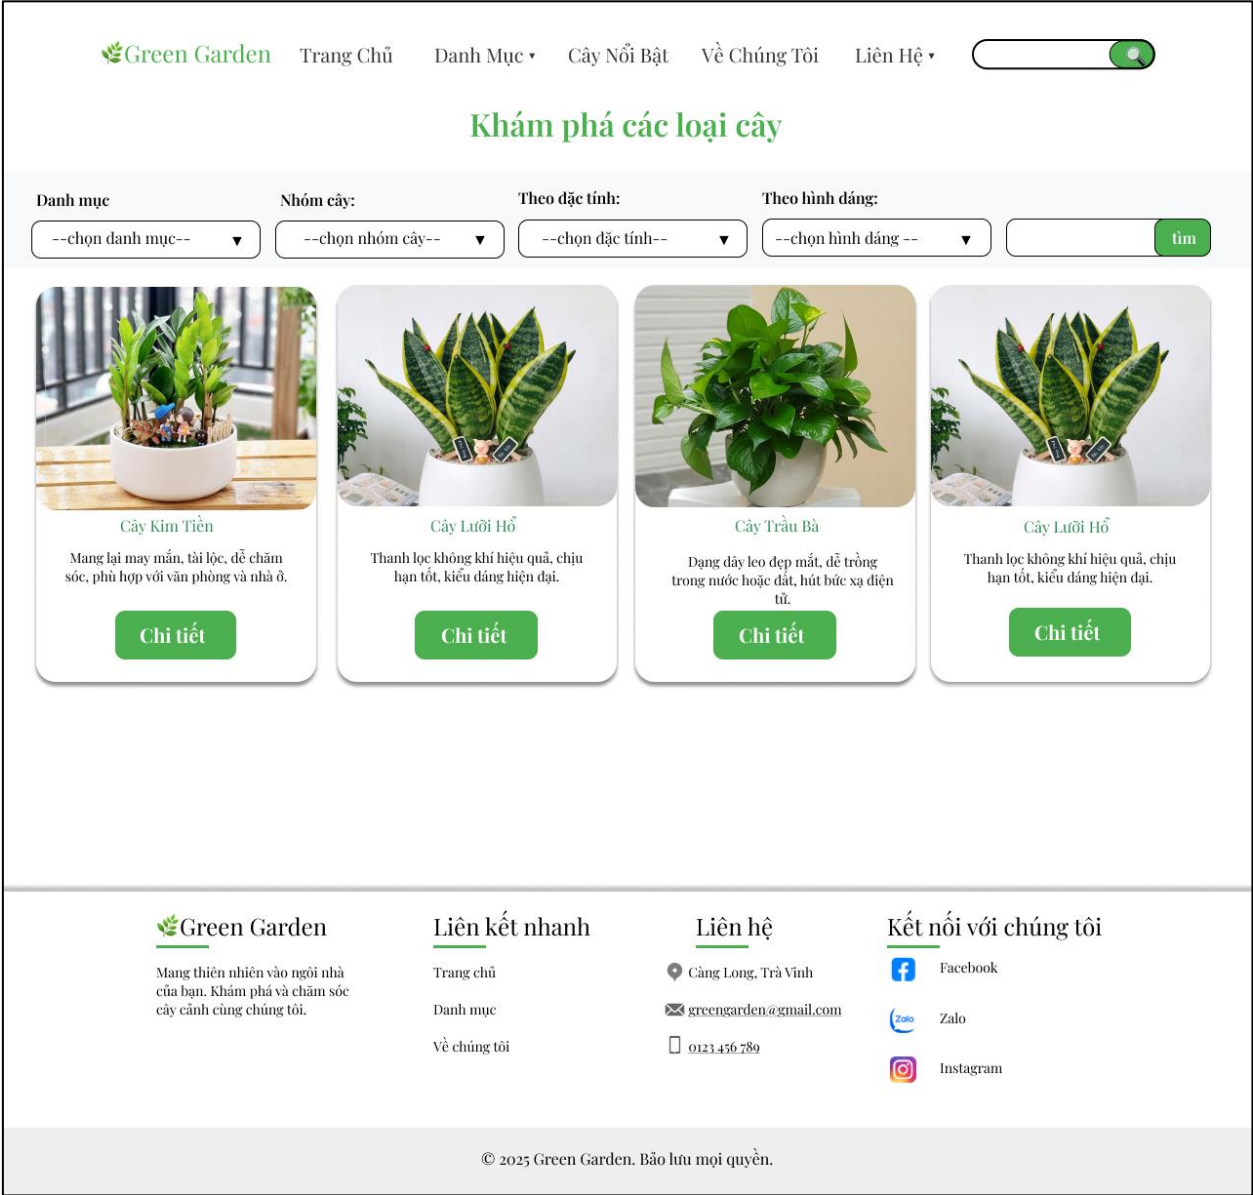 Green Garden Trang Chủ Danh Mục ▾ Cây Nổi Bật Về Chúng Tôi Liên Hệ ▾
Khám phá các loại cây
Danh mục Nhóm cây: Theo đặc tính: Theo hình dáng:
--chọn danh mục-- ▼ --chọn nhóm cây-- ▼ --chọn đặc tính-- ▼ --chọn hình dáng -- ▼ tìm
Cây Kim Tiền
Mang lại may mắn, tài lộc, dễ chăm
sóc, phù hợp với văn phòng và nhà ở.
Chi tiết
Cây Lưỡi Hổ
Thanh lọc không khí hiệu quả, chịu
hạn tốt, kiểu dáng hiện đại.
Chi tiết
Cây Trầu Bà
Dạng dây leo đẹp mắt, dễ trồng
trong nước hoặc đất, hút bức xạ điện
tử.
Chi tiết
Cây Lưỡi Hổ
Thanh lọc không khí hiệu quả, chịu
hạn tốt, kiểu dáng hiện đại.
Chi tiết
Green Garden
Mang thiên nhiên vào ngôi nhà
của bạn. Khám phá và chăm sóc
cây cảnh cùng chúng tôi.
Liên kết nhanh
Trang chủ
Danh mục
Về chúng tôi
Liên hệ
Càng Long, Trà Vinh
greengarden@gmail.com
0123 456 789
Kết nối với chúng tôi
Facebook
Zalo Zalo
Instagram
© 2025 Green Garden. Bảo lưu mọi quyền.